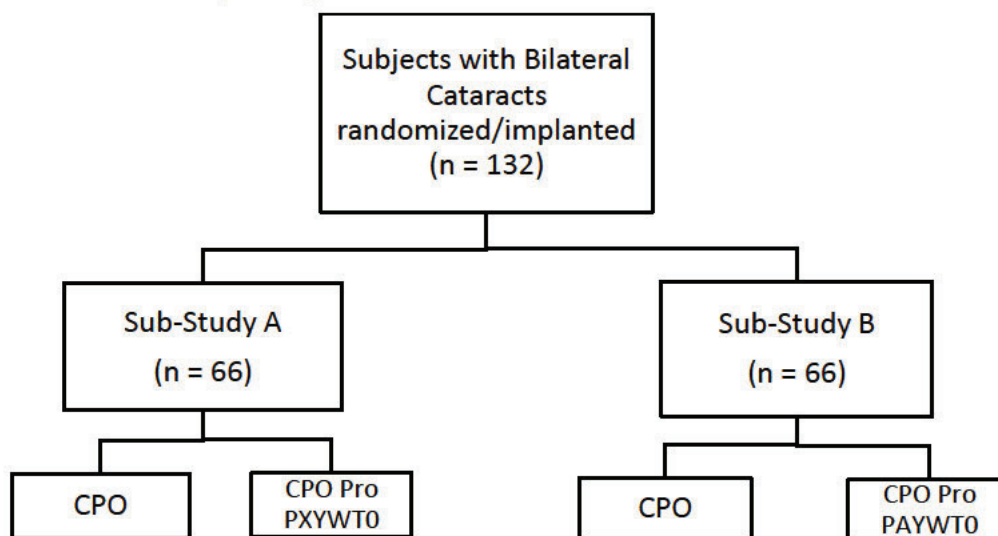 Subjects with Bilateral
Cataracts
randomized/implanted
(n = 132)
Sub-Study A
(n = 66)
Sub-Study B
(n = 66)
CPO
CPO Pro
PXYWT0
CPO
CPO Pro
PAYWT0